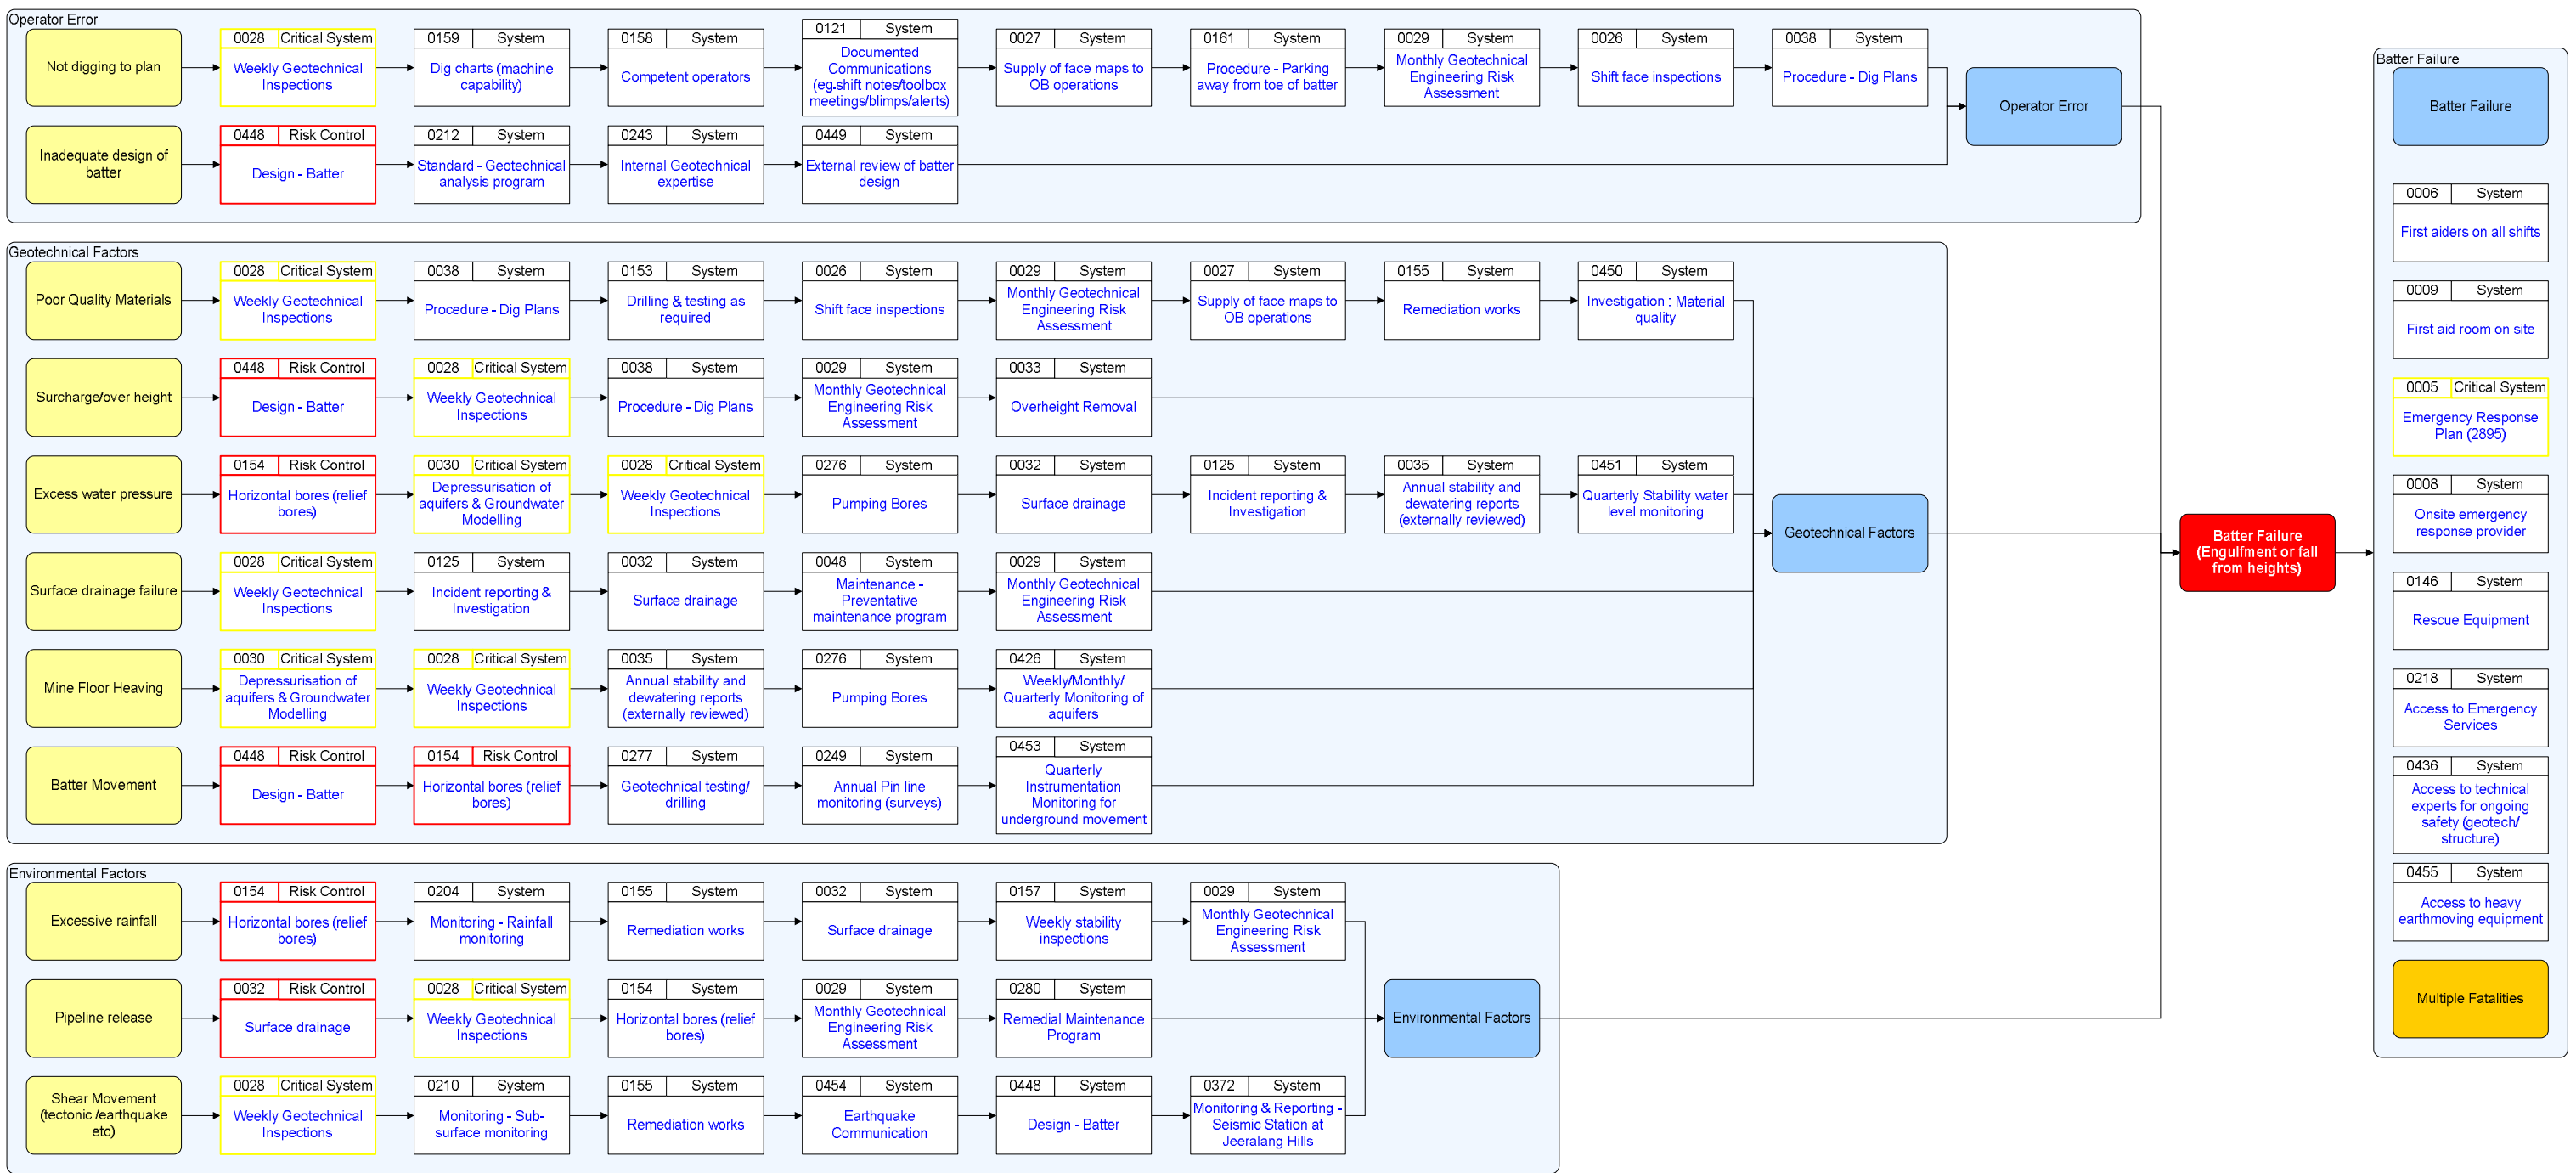 Operator Error
Not digging to plan
0028 Critical System
Weekly Geotechnical
Inspections
0159 System
Dig charts (machine
capability)
0158 System
Competent operators
0121 System
Documented
Communications
(eg.shift notes/toolbox
meetings/blimps/alerts)
0027 System
Supply of face maps to
OB operations
0161 System
Procedure - Parking
away from toe of batter
0029 System
Monthly Geotechnical
Engineering Risk
Assessment
0026 System
Shift face inspections
0038 System
Procedure - Dig Plans
Operator Error
Inadequate design of
batter
0448 Risk Control
Design - Batter
0212 System
Standard - Geotechnical
analysis program
0243 System
Internal Geotechnical
expertise
0449 System
External review of batter
design
Geotechnical Factors
Poor Quality Materials
0028 Critical System
Weekly Geotechnical
Inspections
0038 System
Procedure - Dig Plans
0153 System
Drilling & testing as
required
0026 System
Shift face inspections
0029 System
Monthly Geotechnical
Engineering Risk
Assessment
0027 System
Supply of face maps to
OB operations
0155 System
Remediation works
0450 System
Investigation : Material
quality
Surcharge/over height
0448 Risk Control
Design - Batter
0028 Critical System
Weekly Geotechnical
Inspections
0038 System
Procedure - Dig Plans
0029 System
Monthly Geotechnical
Engineering Risk
Assessment
0033 System
Overheight Removal
Excess water pressure
0154 Risk Control
Horizontal bores (relief
bores)
0030 Critical System
Depressurisation of
aquifers & Groundwater
Modelling
0028 Critical System
Weekly Geotechnical
Inspections
0276 System
Pumping Bores
0032 System
Surface drainage
0125 System
Incident reporting &
Investigation
0035 System
Annual stability and
dewatering reports
(externally reviewed)
0451 System
Quarterly Stability water
level monitoring
Geotechnical Factors
Surface drainage failure
0028 Critical System
Weekly Geotechnical
Inspections
0125 System
Incident reporting &
Investigation
0032 System
Surface drainage
0048 System
Maintenance -
Preventative
maintenance program
0029 System
Monthly Geotechnical
Engineering Risk
Assessment
Mine Floor Heaving
0030 Critical System
Depressurisation of
aquifers & Groundwater
Modelling
0028 Critical System
Weekly Geotechnical
Inspections
0035 System
Annual stability and
dewatering reports
(externally reviewed)
0276 System
Pumping Bores
0426 System
Weekly/Monthly/
Quarterly Monitoring of
aquifers
Batter Movement
0448 Risk Control
Design - Batter
0154 Risk Control
Horizontal bores (relief
bores)
0277 System
Geotechnical testing/
drilling
0249 System
Annual Pin line
monitoring (surveys)
0453 System
Quarterly
Instrumentation
Monitoring for
underground movement
Environmental Factors
Excessive rainfall
0154 Risk Control
Horizontal bores (relief
bores)
0204 System
Monitoring - Rainfall
monitoring
0155 System
Remediation works
0032 System
Surface drainage
0157 System
Weekly stability
inspections
0029 System
Monthly Geotechnical
Engineering Risk
Assessment
Pipeline release
0032 Risk Control
Surface drainage
0028 Critical System
Weekly Geotechnical
Inspections
0154 System
Horizontal bores (relief
bores)
0029 System
Monthly Geotechnical
Engineering Risk
Assessment
0280 System
Remedial Maintenance
Program
Environmental Factors
Shear Movement
(tectonic /earthquake
etc)
0028 Critical System
Weekly Geotechnical
Inspections
0210 System
Monitoring - Sub-
surface monitoring
0155 System
Remediation works
0454 System
Earthquake
Communication
0448 System
Design - Batter
0372 System
Monitoring & Reporting -
Seismic Station at
Jeeralang Hills
Batter Failure
(Engulfment or fall
from heights)
Batter Failure
Batter Failure
0006 System
First aiders on all shifts
0009 System
First aid room on site
0005 Critical System
Emergency Response
Plan (2895)
0008 System
Onsite emergency
response provider
0146 System
Rescue Equipment
0218 System
Access to Emergency
Services
0436 System
Access to technical
experts for ongoing
safety (geotech/
structure)
0455 System
Access to heavy
earthmoving equipment
Multiple Fatalities